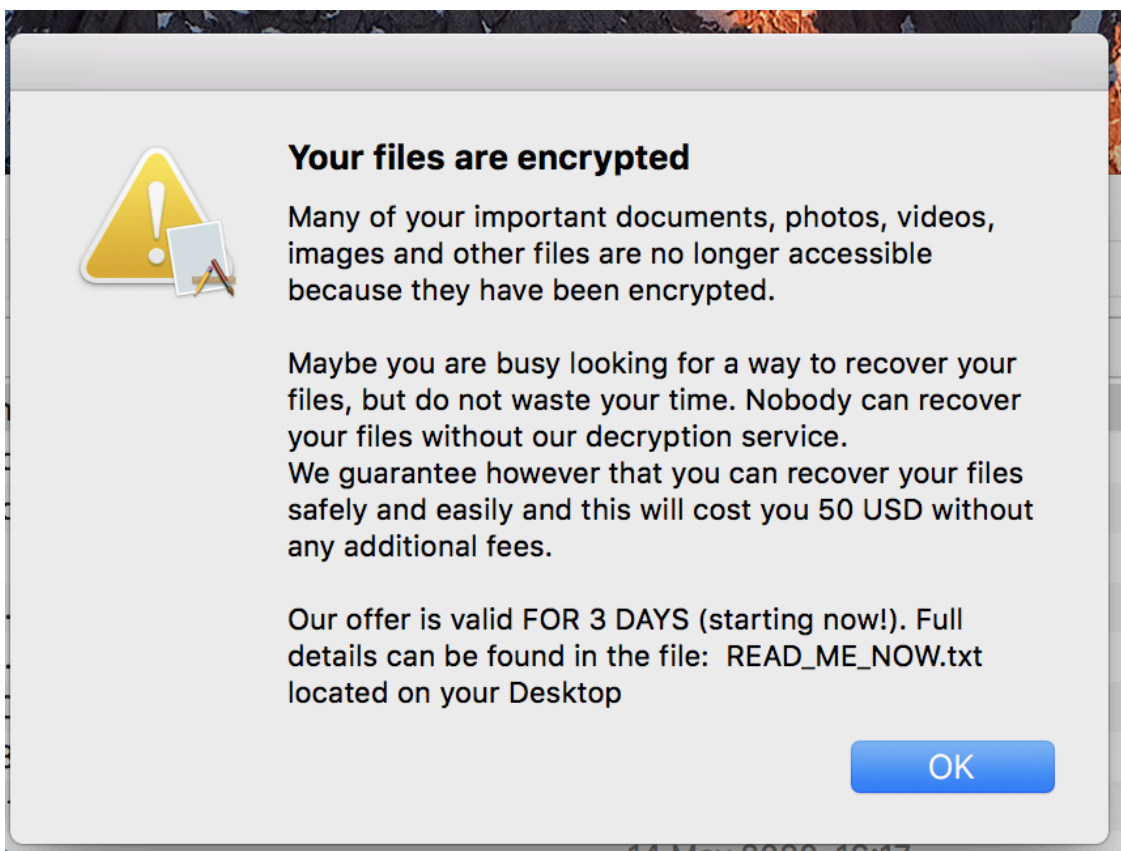 Your files are encrypted
Many of your important documents, photos, videos,
images and other files are no longer accessible
because they have been encrypted.
Maybe you are busy looking for a way to recover your
files, but do not waste your time. Nobody can recover
your files without our decryption service.
We guarantee however that you can recover your files
safely and easily and this will cost you 50 USD without
any additional fees.
Our offer is valid FOR 3 DAYS (starting now!). Full
details can be found in the file:  READ_ME_NOW.txt
located on your Desktop
OK